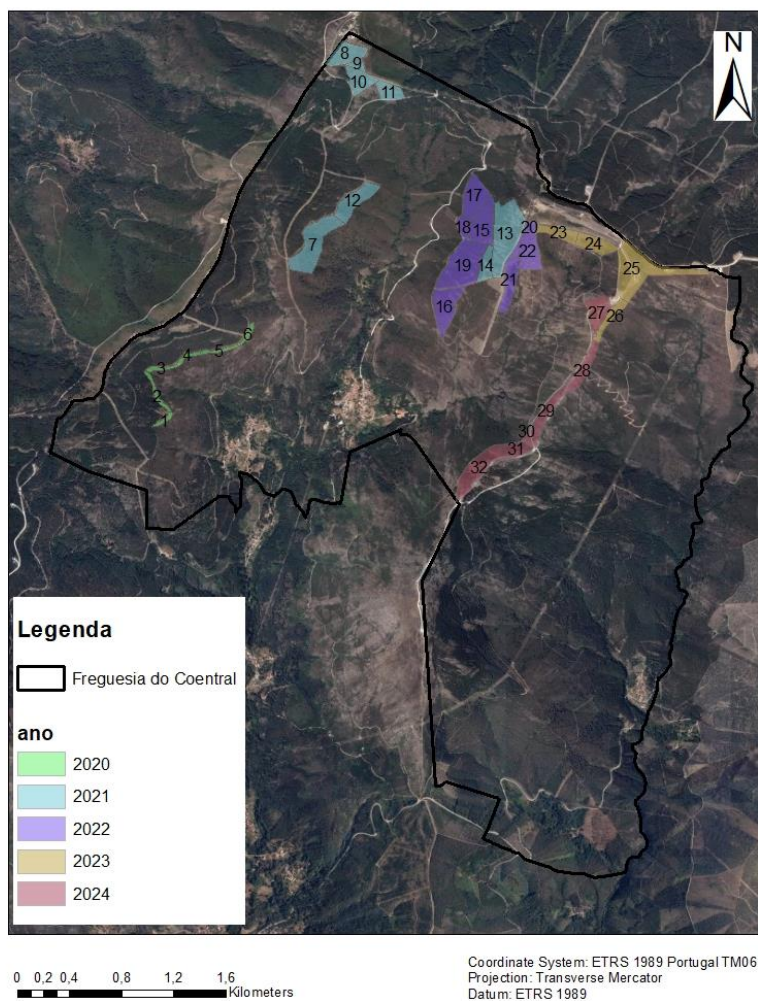 N
8
9
10
11
12
17
7
18 15 13 20 23
24
19 14 22
25
21
16
27 26
6
5
4
3
28
2
1
29
30
31
32
Legenda
Freguesia do Coentral
ano
2020
2021
2022
2023
2024
0 0,2 0,4 0,8 1,2 1,6
Kilometers
Coordinate System: ETRS 1989 Portugal TM06
Projection: Transverse Mercator
Datum: ETRS 1989